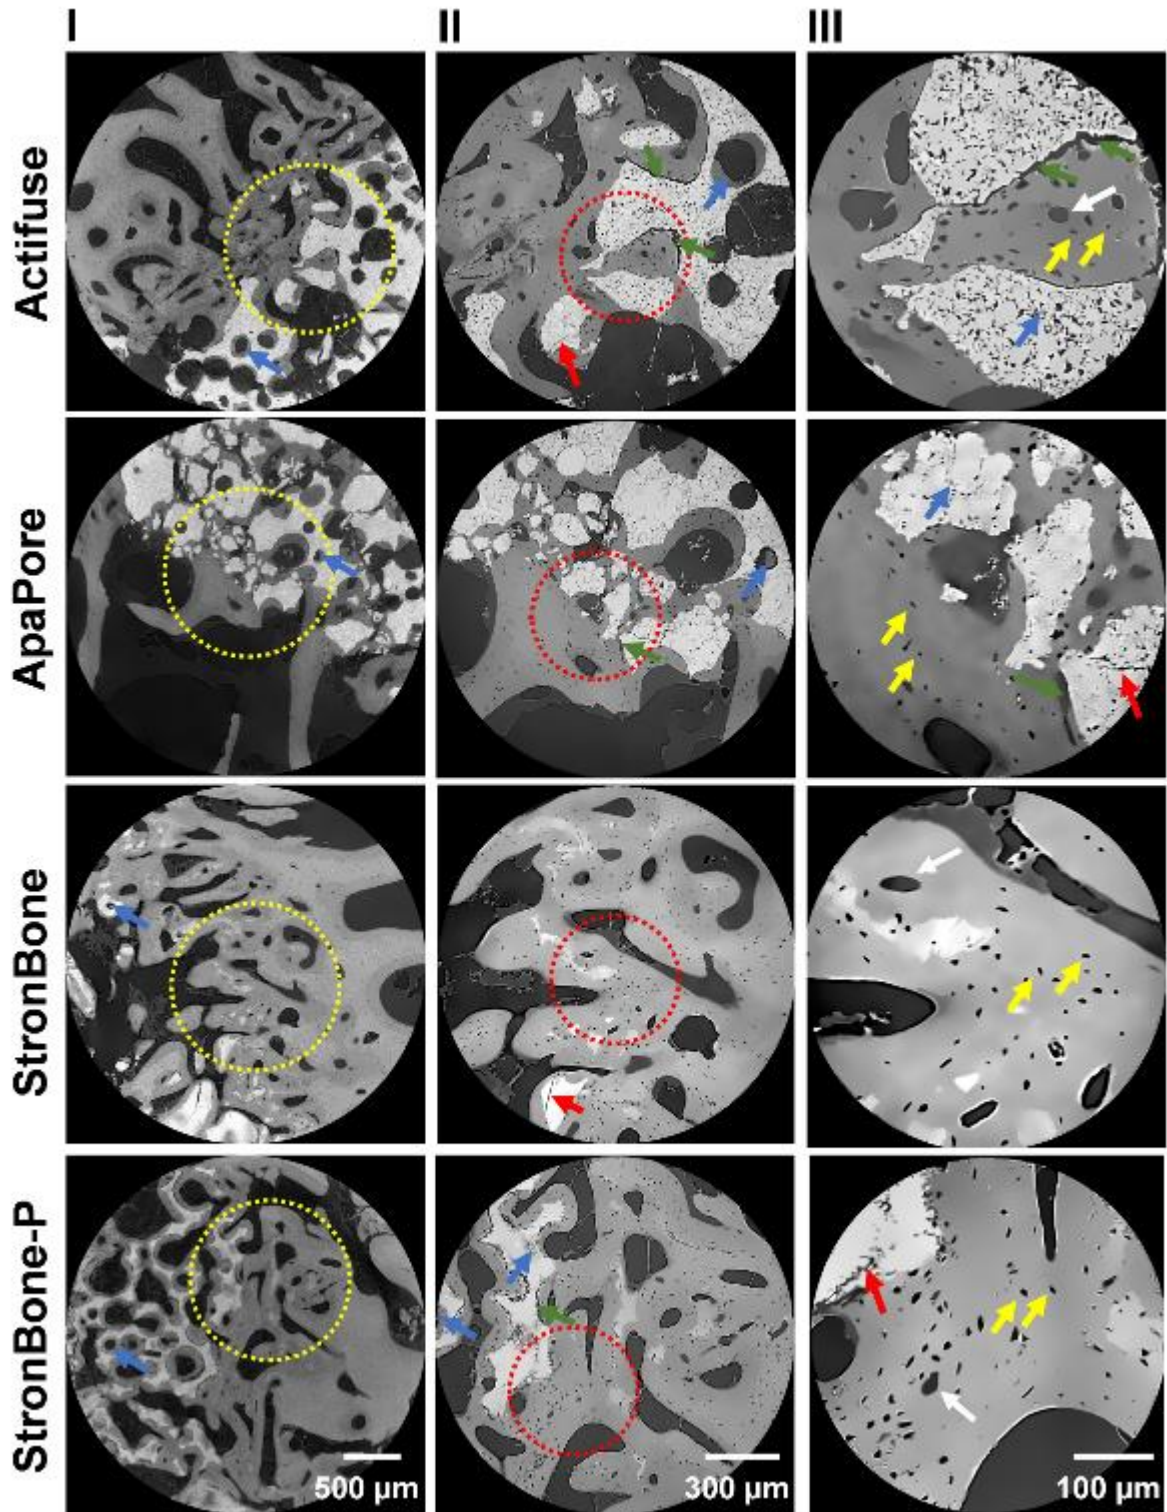 I II III
Actifuse
ApaPore
StronBone
StronBone-P
500 µm 300 µm 100 µm